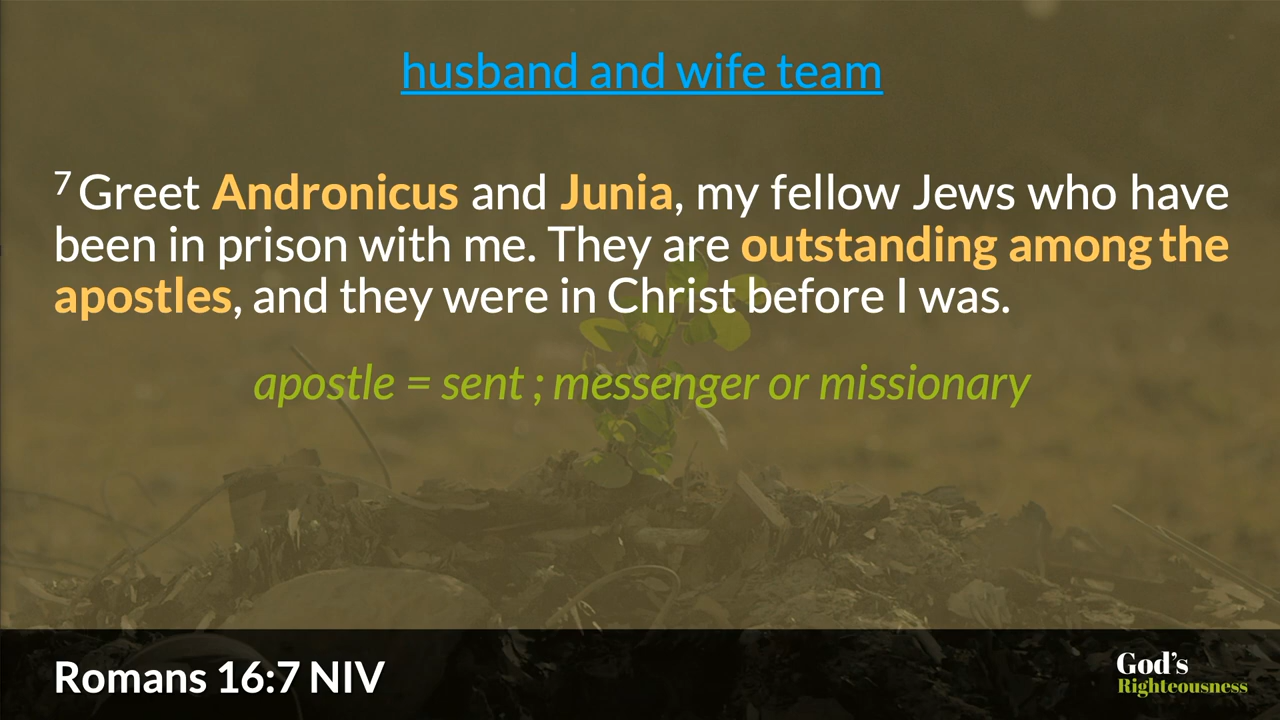 husband and wife team
⁷ Greet Andronicus and Junia, my fellow Jews who have
been in prison with me. They are outstanding among the
apostles, and they were in Christ before I was.
apostle = sent ; messenger or missionary
Romans 16:7 NIV
God's
Righteousness